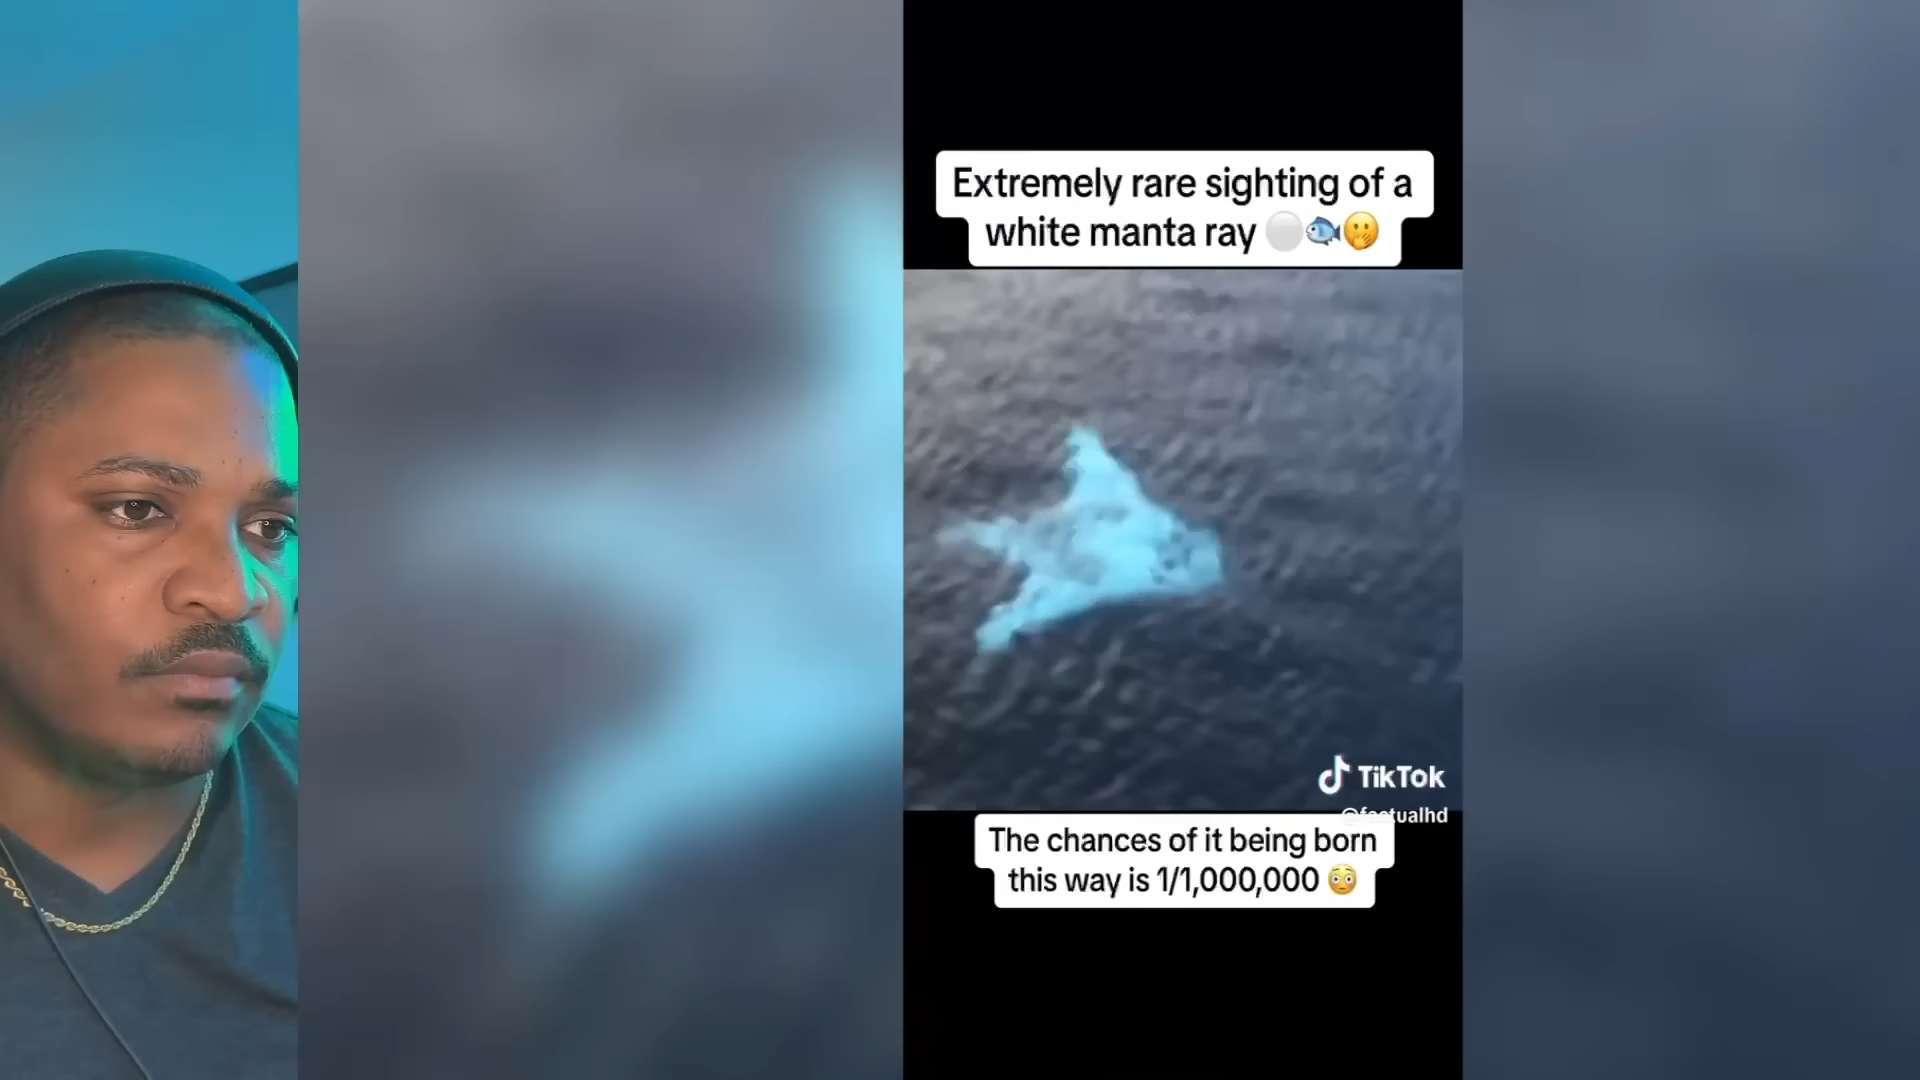 Extremely rare sighting of a
white manta ray ⚪🐟🫢
TikTok
@factualhd
The chances of it being born
this way is 1/1,000,000 😳